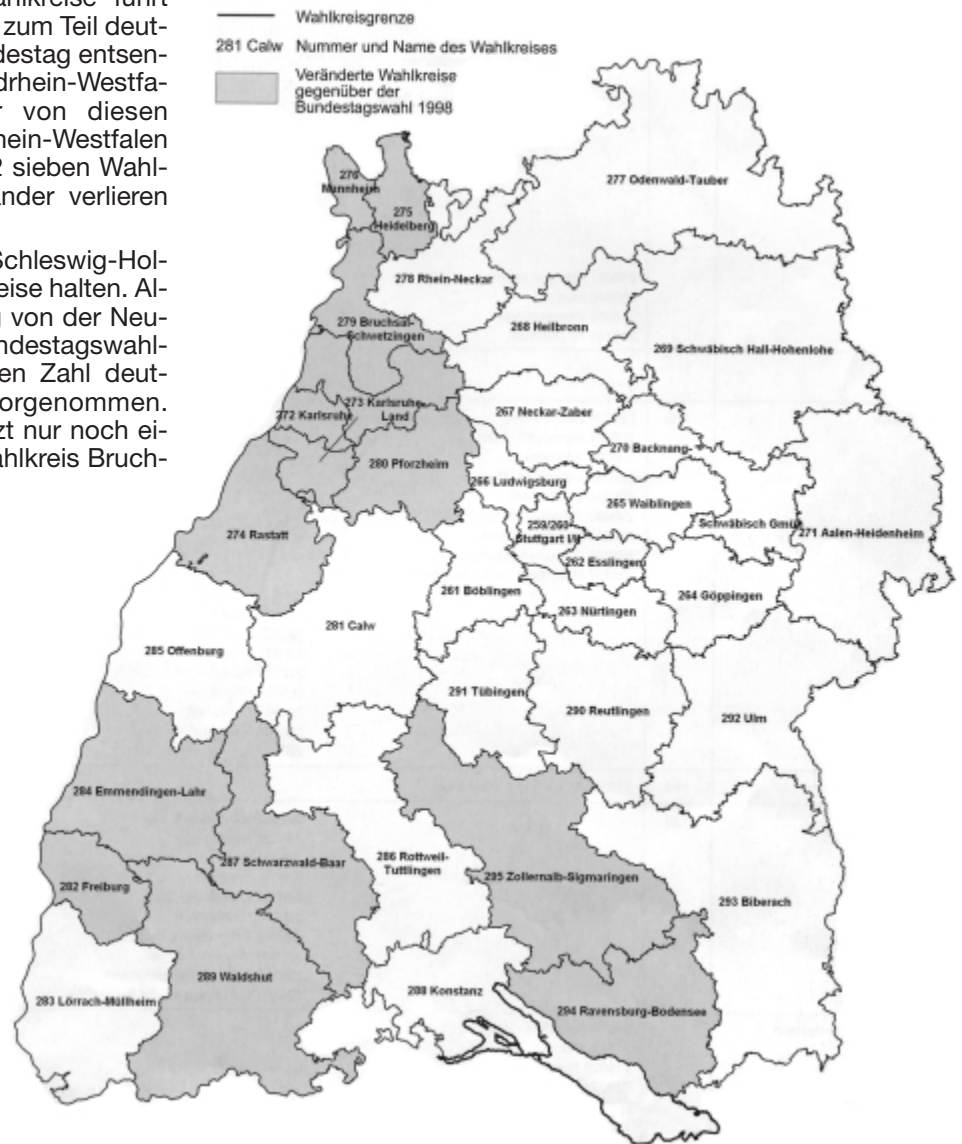 ahlkreise führt
zum Teil deut-
destag entsen-
drhein-Westfa-
r von diesen
hein-Westfalen
2 sieben Wahl-
änder verlieren
Schleswig-Hol-
eise halten. Al-
g von der Neu-
ndestagswahl-
en Zahl deut-
orgenommen.
zt nur noch ei-
ahlkreis Bruch-
Wahlkreisgrenze
281 Calw Nummer und Name des Wahlkreises
Veränderte Wahlkreise
gegenüber der
Bundestagswahl 1998
277 Odenwald-Tauber
276
Mannheim
275
Heidelberg
278 Rhein-Neckar
279 Bruchsal-
Schwetzingen
268 Heilbronn
269 Schwäbisch Hall-Hohenlohe
273 Karlsruhe-
Land
272 Karlsruhe
267 Neckar-Zaber
270 Backnang-
Schwäbisch Gmü
280 Pforzheim
266 Ludwigsburg
265 Waiblingen
259/260
Stuttgart I/II
271 Aalen-Heidenheim
274 Rastatt
262 Esslingen
261 Böblingen
263 Nürtingen
264 Göppingen
281 Calw
285 Offenburg
291 Tübingen
290 Reutlingen
292 Ulm
284 Emmendingen-Lahr
287 Schwarzwald-Baar
286 Rottweil-
Tuttlingen
295 Zollernalb-Sigmaringen
282 Freiburg
293 Biberach
289 Waldshut
288 Konstanz
283 Lörrach-Müllheim
294 Ravensburg-Bodensee